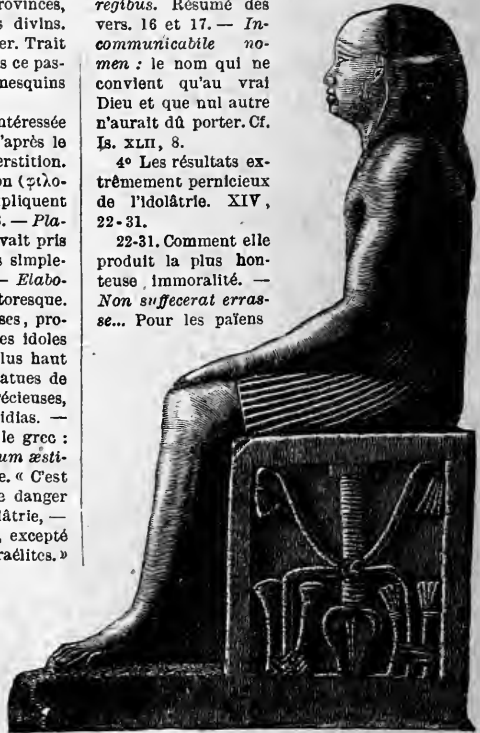 rovinces,
s divins.
er. Trait
s ce pas-
nesquins
ntéressée
'après le
erstition.
on (φιλο-
pliquent
. — Pla-
vait pris
s simple-
— Elabo-
toresque.
ses, pro-
es idoles
lus haut
atues de
récieuses,
idias. —
le grec :
um æsti-
e. « C'est
e danger
lâtrie, —
, excepté
raélites. »
regibus. Résumé des
vers. 16 et 17. — In-
communicabile no-
men : le nom qui ne
convient qu'au vrai
Dieu et que nul autre
n'aurait dû porter. Cf.
Is. XLII, 8.
4º Les résultats ex-
trêmement pernicieux
de l'idolâtrie. XIV,
22-31.
22-31. Comment elle
produit la plus hon-
teuse immoralité. —
Non suffecerat erras-
se... Pour les païens